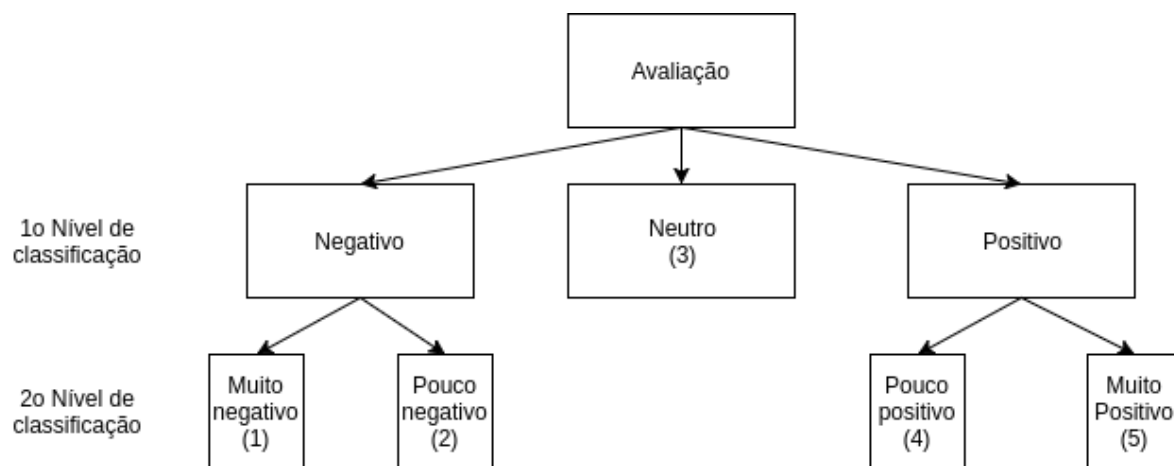 Avaliação
1o Nível de
classificação
Negativo
Neutro
(3)
Positivo
2o Nível de
classificação
Muito
negativo
(1)
Pouco
negativo
(2)
Pouco
positivo
(4)
Muito
Positivo
(5)